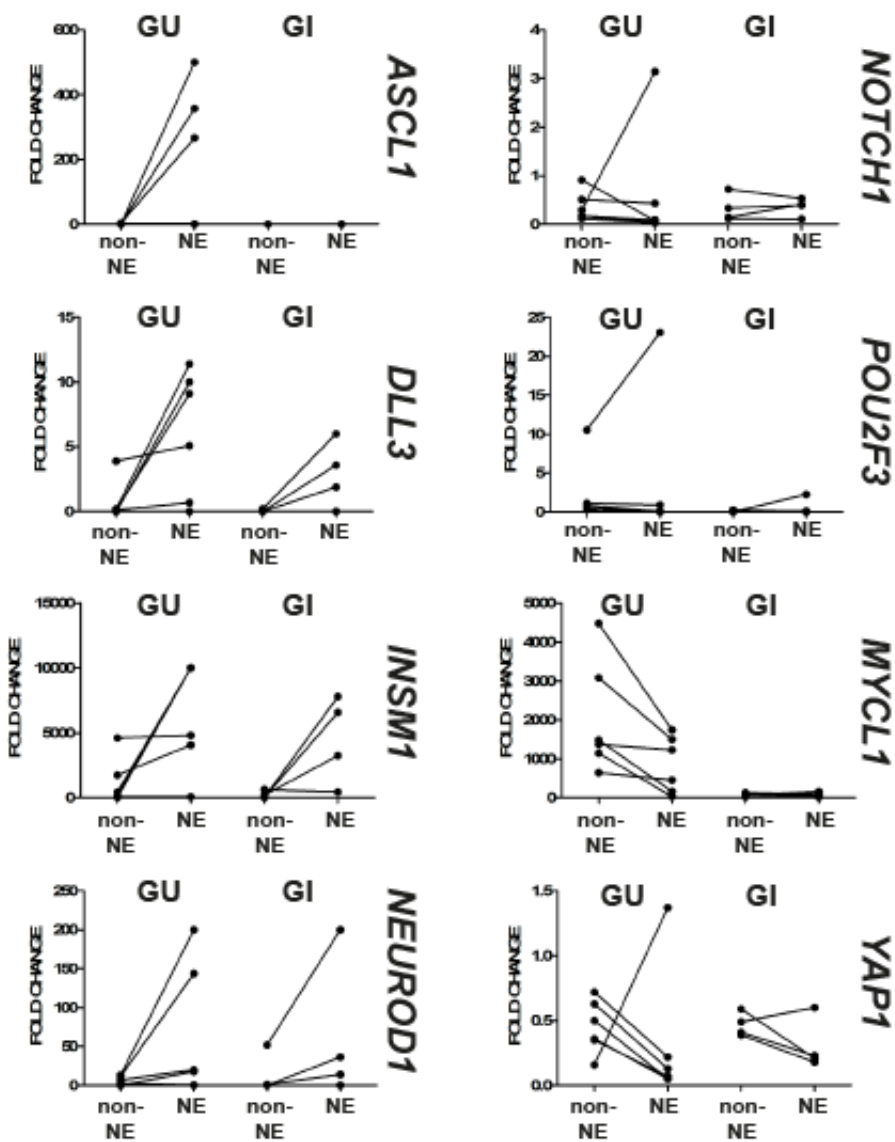 GU GI
600
400
200
0
FOLD CHANGE
non-NE NE non-NE NE
ASCL1
GU GI
4
3
2
1
0
FOLD CHANGE
non-NE NE non-NE NE
NOTCH1
GU GI
15
10
5
0
FOLD CHANGE
non-NE NE non-NE NE
DLL3
GU GI
25
20
15
10
5
0
FOLD CHANGE
non-NE NE non-NE NE
POU2F3
GU GI
15000
10000
5000
0
FOLD CHANGE
non-NE NE non-NE NE
INSM1
GU GI
5000
4000
3000
2000
1000
0
FOLD CHANGE
non-NE NE non-NE NE
MYCL1
GU GI
250
200
150
100
50
0
FOLD CHANGE
non-NE NE non-NE NE
NEUROD1
GU GI
1.5
1.0
0.5
0.0
FOLD CHANGE
non-NE NE non-NE NE
YAP1